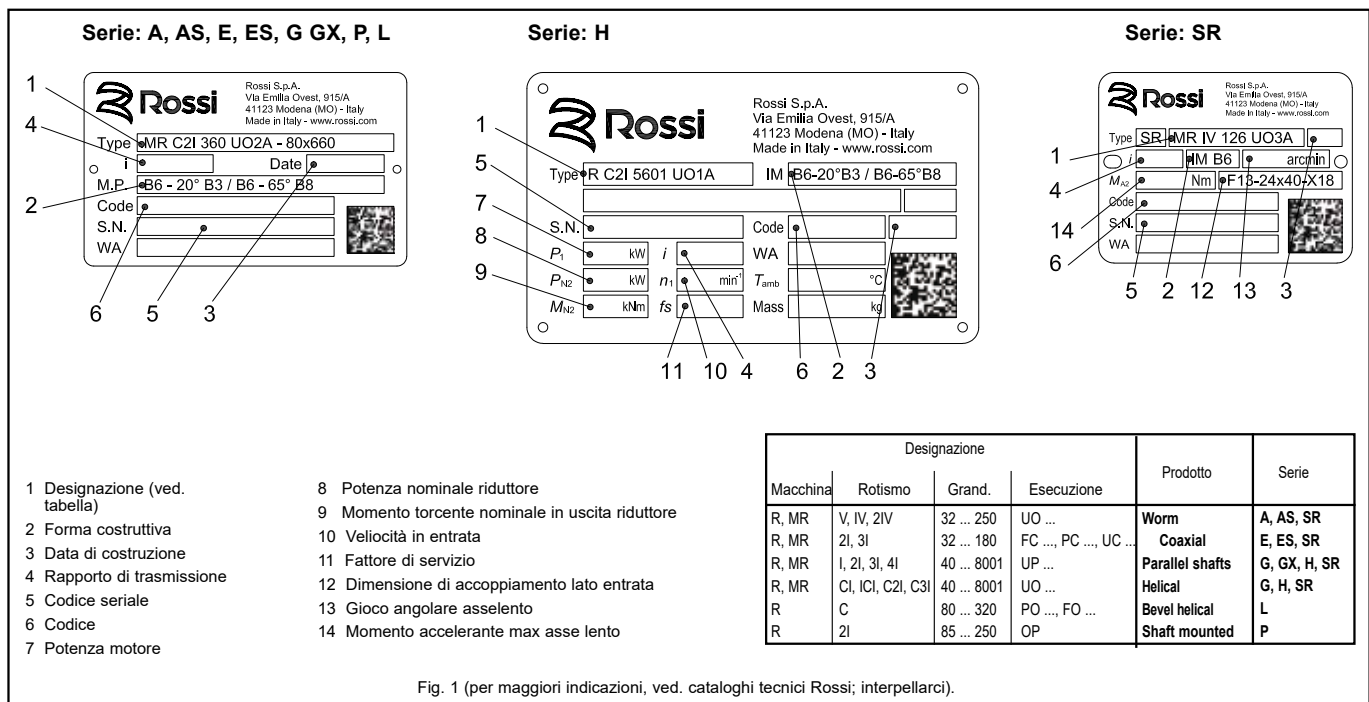 Serie: A, AS, E, ES, G GX, P, L
Rossi
Rossi S.p.A.
Via Emilia Ovest, 915/A
41123 Modena (MO) - Italy
Made in Italy - www.rossi.com
Type MR C2I 360 UO2A - 80x660
i Date
M.P. B6 - 20° B3 / B6 - 65° B8
Code
S.N.
WA
1
4
2
6 5 3
Serie: H
Rossi
Rossi S.p.A.
Via Emilia Ovest, 915/A
41123 Modena (MO) - Italy
Made in Italy - www.rossi.com
Type R C2I 5601 UO1A IM B6-20°B3 / B6-65°B8
S.N. Code
P1 kW i WA
PN2 kW n1 min-1 Tamb °C
MN2 kNm fs Mass kg
1
5
7
8
9
11 10 4 6 2 3
Serie: SR
Rossi
Rossi S.p.A.
Via Emilia Ovest, 915/A
41123 Modena (MO) - Italy
Made in Italy - www.rossi.com
Type SR MR IV 126 UO3A
i IM B6 arcmin
MA2 Nm F13-24x40-X18
Code
S.N.
WA
1
4
14
6
5 2 12 13 3
1 Designazione (ved.
tabella)
2 Forma costruttiva
3 Data di costruzione
4 Rapporto di trasmissione
5 Codice seriale
6 Codice
7 Potenza motore
8 Potenza nominale riduttore
9 Momento torcente nominale in uscita riduttore
10 Veliocità in entrata
11 Fattore di servizio
12 Dimensione di accoppiamento lato entrata
13 Gioco angolare asselento
14 Momento accelerante max asse lento
Designazione Prodotto Serie
Macchina Rotismo Grand. Esecuzione
R, MR V, IV, 2IV 32 ... 250 UO ... Worm A, AS, SR
R, MR 2I, 3I 32 ... 180 FC ..., PC ..., UC ... Coaxial E, ES, SR
R, MR I, 2I, 3I, 4I 40 ... 8001 UP ... Parallel shafts G, GX, H, SR
R, MR CI, ICI, C2I, C3I 40 ... 8001 UO ... Helical G, H, SR
R C 80 ... 320 PO ..., FO ... Bevel helical L
R 2I 85 ... 250 OP Shaft mounted P
Fig. 1 (per maggiori indicazioni, ved. cataloghi tecnici Rossi; interpellarci).